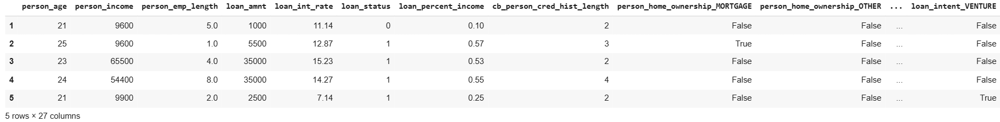 person_age person_income person_emp_length loan_amnt loan_int_rate loan_status loan_percent_income cb_person_cred_hist_length person_home_ownership_MORTGAGE person_home_ownership_OTHER ... loan_intent_VENTURE
1 21 9600 5.0 1000 11.14 0 0.10 2 False False ... False
2 25 9600 1.0 5500 12.87 1 0.57 3 True False ... False
3 23 65500 4.0 35000 15.23 1 0.53 2 False False ... False
4 24 54400 8.0 35000 14.27 1 0.55 4 False False ... False
5 21 9900 2.0 2500 7.14 1 0.25 2 False False ... True
5 rows × 27 columns